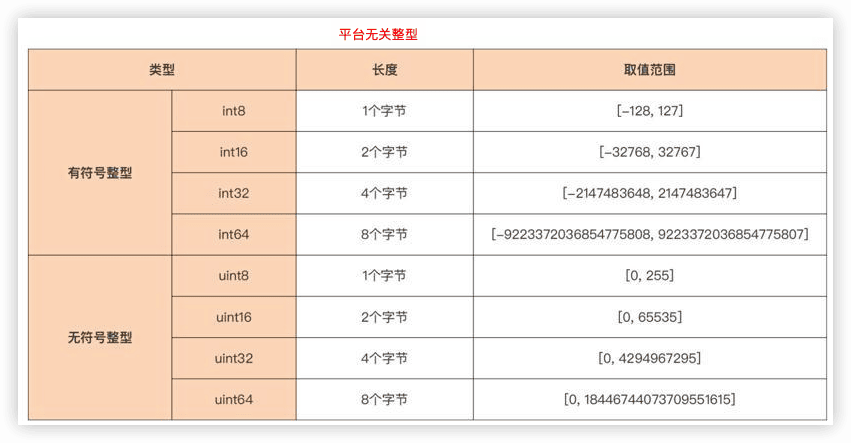 平台无关整型
类型 长度 取值范围
有符号整型
int8 1个字节 [-128, 127]
int16 2个字节 [-32768, 32767]
int32 4个字节 [-2147483648, 2147483647]
int64 8个字节 [-9223372036854775808, 9223372036854775807]
无符号整型
uint8 1个字节 [0, 255]
uint16 2个字节 [0, 65535]
uint32 4个字节 [0, 4294967295]
uint64 8个字节 [0, 18446744073709551615]